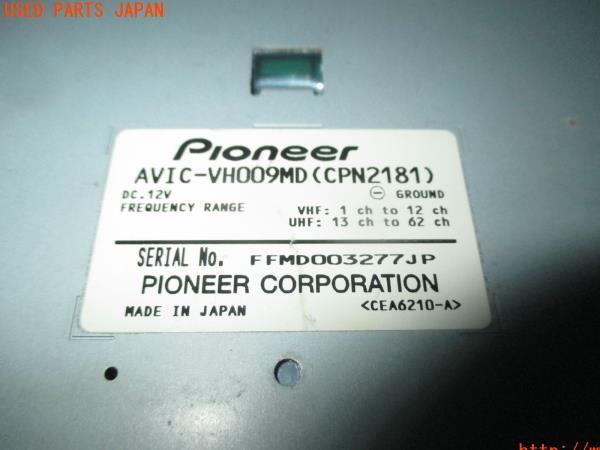 USED PARTS JAPAN
Pioneer
AVIC-VH009MD(CPN2181)
DC.12V ⊖ GROUND
FREQUENCY RANGE VHF: 1 ch to 12 ch
UHF: 13 ch to 62 ch
SERIAL No. FFMD003277JP
PIONEER CORPORATION
MADE IN JAPAN <CEA6210-A>
http://w